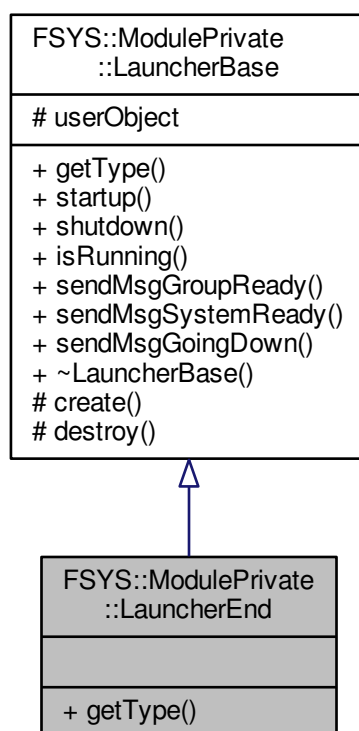 FSYS::ModulePrivate
::LauncherBase
# userObject
+ getType()
+ startup()
+ shutdown()
+ isRunning()
+ sendMsgGroupReady()
+ sendMsgSystemReady()
+ sendMsgGoingDown()
+ ~LauncherBase()
# create()
# destroy()
FSYS::ModulePrivate
::LauncherEnd
+ getType()